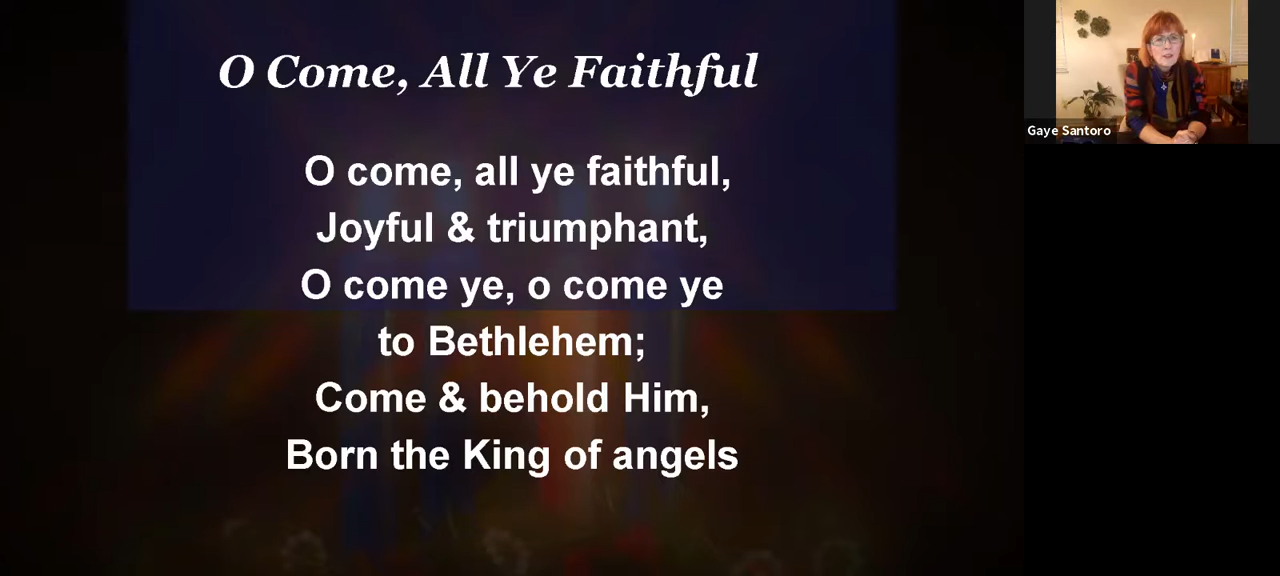 O Come, All Ye Faithful
O come, all ye faithful,
Joyful & triumphant,
O come ye, o come ye
to Bethlehem;
Come & behold Him,
Born the King of angels
Gaye Santoro